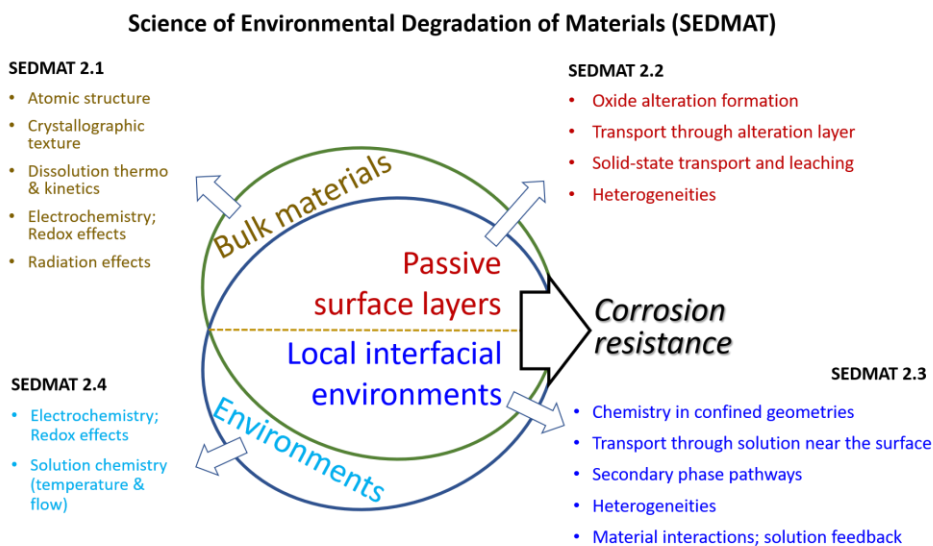 Science of Environmental Degradation of Materials (SEDMAT)
SEDMAT 2.1
• Atomic structure
• Crystallographic
texture
• Dissolution thermo
& kinetics
• Electrochemistry;
Redox effects
• Radiation effects
SEDMAT 2.2
• Oxide alteration formation
• Transport through alteration layer
• Solid-state transport and leaching
• Heterogeneities
Bulk materials
Passive
surface layers
Local interfacial
environments
Environments
Corrosion
resistance
SEDMAT 2.4
• Electrochemistry;
Redox effects
• Solution chemistry
(temperature &
flow)
SEDMAT 2.3
• Chemistry in confined geometries
• Transport through solution near the surface
• Secondary phase pathways
• Heterogeneities
• Material interactions; solution feedback